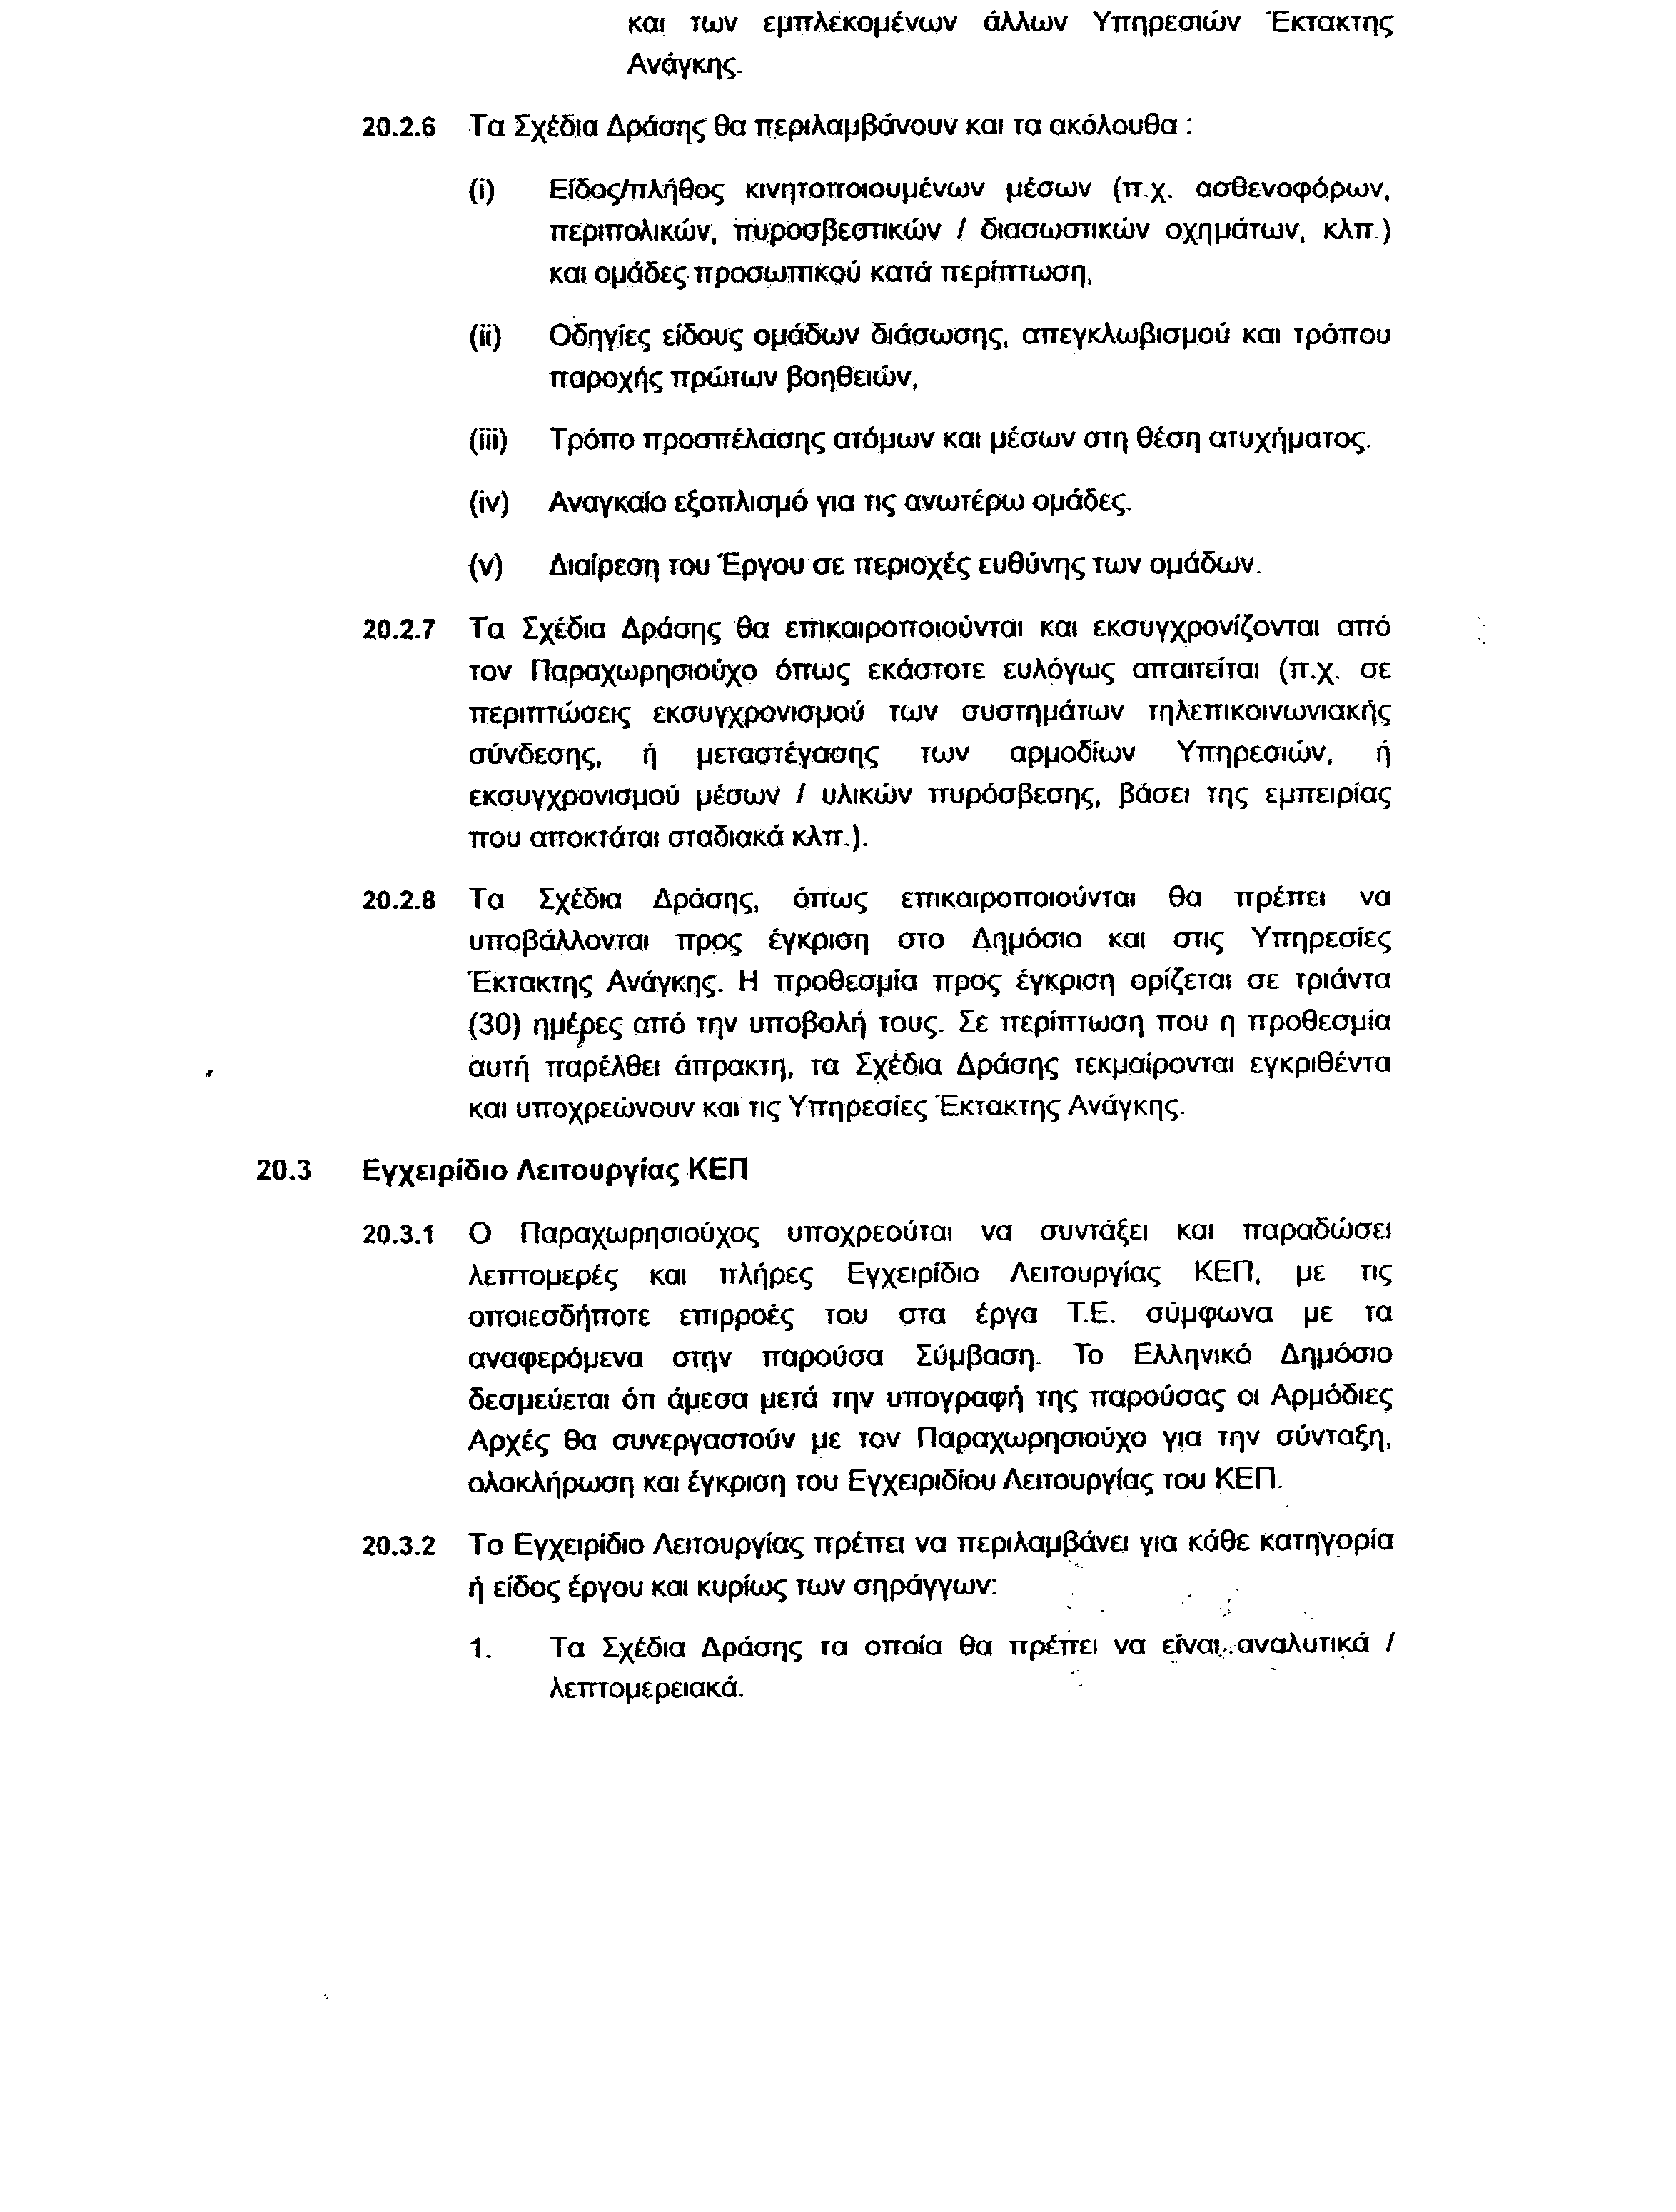 και των εμπλεκομένων άλλων Υπηρεσιών Έκτακτης
Ανάγκης.
20.2.6 Τα Σχέδια Δράσης θα περιλαμβάνουν και τα ακόλουθα :
(i) Είδος/πλήθος κινητοποιουμένων μέσων (π.χ. ασθενοφόρων,
περιπολικών, πυροσβεστικών / διασωστικών οχημάτων, κλπ.)
και ομάδες προσωπικού κατά περίπτωση,
(ii) Οδηγίες είδους ομάδων διάσωσης, απεγκλωβισμού και τρόπου
παροχής πρώτων βοηθειών,
(iii) Τρόπο προσπέλασης ατόμων και μέσων στη θέση ατυχήματος.
(iv) Αναγκαίο εξοπλισμό για τις ανωτέρω ομάδες.
(v) Διαίρεση του Έργου σε περιοχές ευθύνης των ομάδων.
20.2.7 Τα Σχέδια Δράσης θα επικαιροποιούνται και εκσυγχρονίζονται από
τον Παραχωρησιούχο όπως εκάστοτε ευλόγως απαιτείται (π.χ. σε
περιπτώσεις εκσυγχρονισμού των συστημάτων τηλεπικοινωνιακής
σύνδεσης, ή μεταστέγασης των αρμοδίων Υπηρεσιών, ή
εκσυγχρονισμού μέσων / υλικών πυρόσβεσης, βάσει της εμπειρίας
που αποκτάται σταδιακά κλπ.).
20.2.8 Τα Σχέδια Δράσης, όπως επικαιροποιούνται θα πρέπει να
υποβάλλονται προς έγκριση στο Δημόσιο και στις Υπηρεσίες
Έκτακτης Ανάγκης. Η προθεσμία προς έγκριση ορίζεται σε τριάντα
(30) ημέρες από την υποβολή τους. Σε περίπτωση που η προθεσμία
αυτή παρέλθει άπρακτη, τα Σχέδια Δράσης τεκμαίρονται εγκριθέντα
και υποχρεώνουν και τις Υπηρεσίες Έκτακτης Ανάγκης.
20.3 Εγχειρίδιο Λειτουργίας ΚΕΠ
20.3.1 Ο Παραχωρησιούχος υποχρεούται να συντάξει και παραδώσει
λεπτομερές και πλήρες Εγχειρίδιο Λειτουργίας ΚΕΠ, με τις
οποιεσδήποτε επιρροές του στα έργα Τ.Ε. σύμφωνα με τα
αναφερόμενα στην παρούσα Σύμβαση. Το Ελληνικό Δημόσιο
δεσμεύεται ότι άμεσα μετά την υπογραφή της παρούσας οι Αρμόδιες
Αρχές θα συνεργαστούν με τον Παραχωρησιούχο για την σύνταξη,
ολοκλήρωση και έγκριση του Εγχειριδίου Λειτουργίας του ΚΕΠ.
20.3.2 Το Εγχειρίδιο Λειτουργίας πρέπει να περιλαμβάνει για κάθε κατηγορία
ή είδος έργου και κυρίως των σηράγγων:
1. Τα Σχέδια Δράσης τα οποία θα πρέπει να είναι αναλυτικά /
λεπτομερειακά.